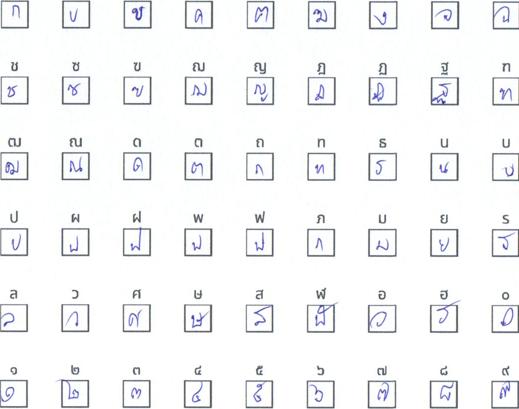 ก ข ฃ ค ฅ ฆ ง จ ฉ
ช ซ ฃ ฌ ญ ฎ ฏ ฐ ฑ
ช ซ ฃ ฌ ญ ฎ ฏ ฐ ฑ
ฒ ณ ด ต ถ ท ธ น บ
ฒ ณ ด ต ถ ท ธ น บ
ป ผ ฝ พ ฟ ภ ม ย ร
ป ผ ฝ พ ฟ ภ ม ย ร
ล ว ศ ษ ส ฬ อ ฮ ๐
ล ว ศ ษ ส ฬ อ ฮ ๐
๑ ๒ ๓ ๔ ๕ ๖ ๗ ๘ ๙
๑ ๒ ๓ ๔ ๕ ๖ ๗ ๘ ๙